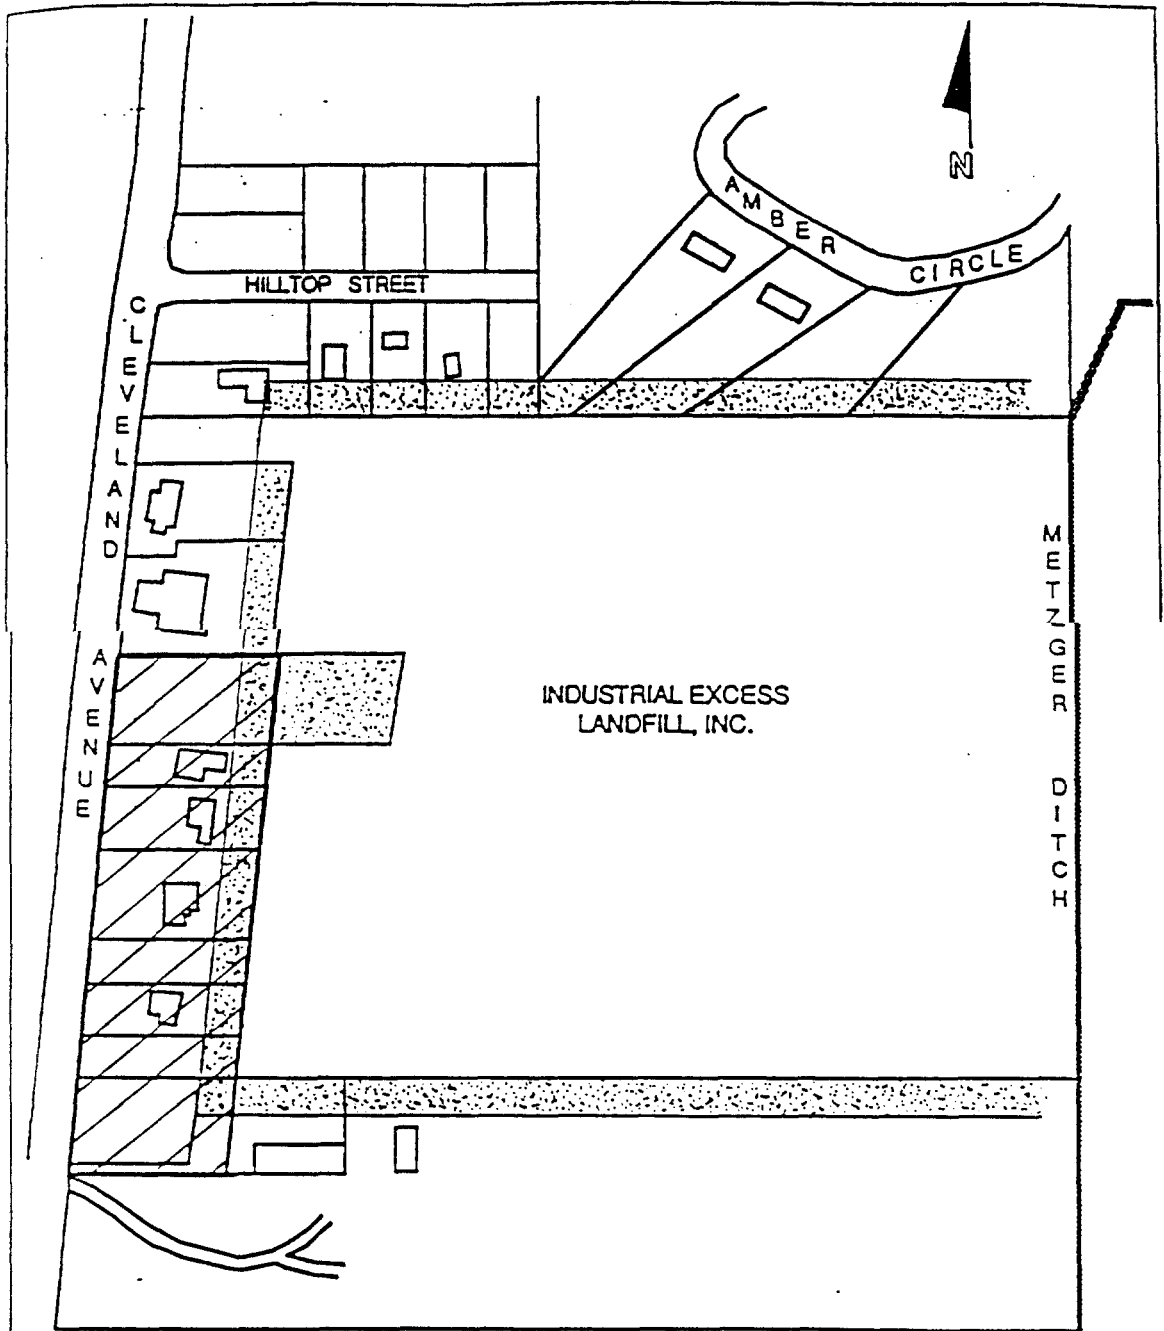 N
AMBER CIRCLE
HILLTOP STREET
CLEVELAND AVENUE
INDUSTRIAL EXCESS
LANDFILL, INC.
METZGER DITCH